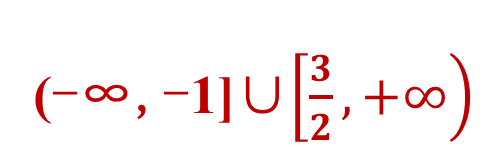 (−∞, −1] ∪ [3/2, +∞)